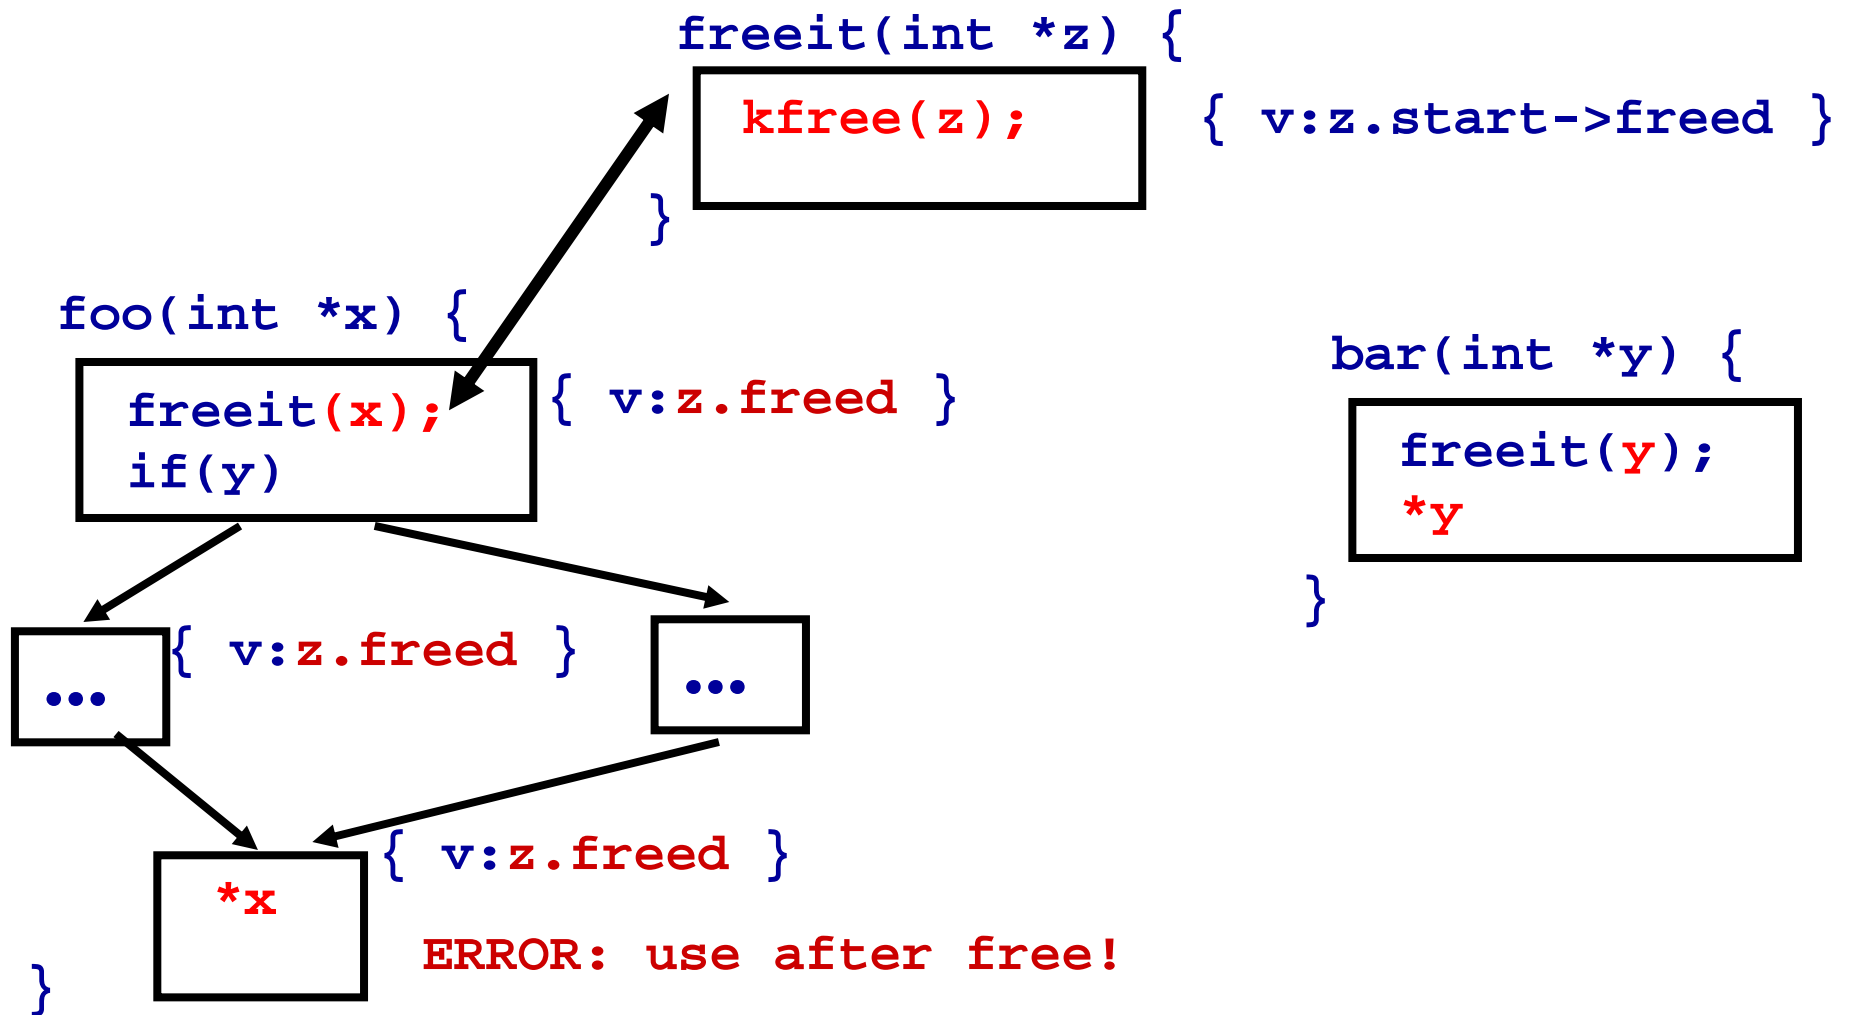 freeit(int *z) {
kfree(z);
{ v:z.start->freed }
}
foo(int *x) {
freeit(x);
if(y)
{ v:z.freed }
bar(int *y) {
freeit(y);
*y
}
•••
{ v:z.freed }
•••
{ v:z.freed }
*x
ERROR: use after free!
}